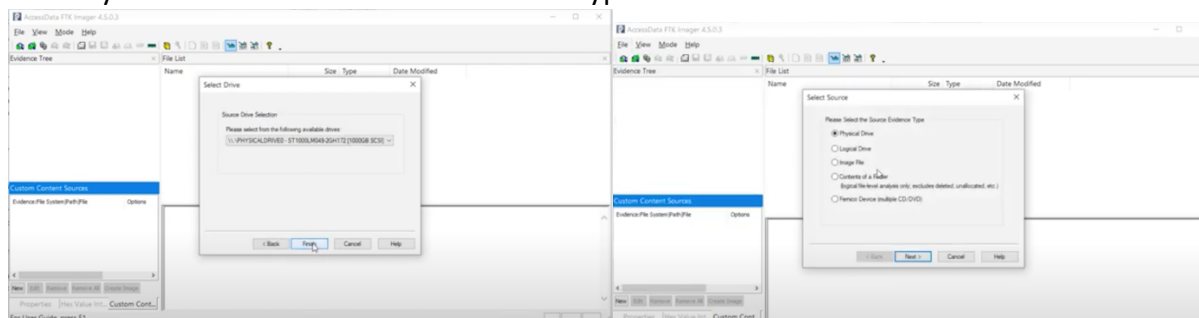 AccessData FTK Imager 4.5.0.3
File View Mode Help
Evidence Tree
File List
Name Size Type Date Modified
Select Drive
Source Drive Selection
Please select from the following available drives:
Custom Content Sources
Evidence:File System|Path|File Options
< Back Finish Cancel Help
New Edit Remove Remove All Create Image
Properties Hex Value Int... Custom Cont...
For User Guide, press F1
AccessData FTK Imager 4.5.0.3
File View Mode Help
Evidence Tree
File List
Name Size Type Date Modified
Select Source
Please Select the Source Evidence Type
Physical Drive
Logical Drive
Image File
Contents of a Folder
(logical file-level analysis only; excludes deleted, unallocated, etc.)
Fernico Device (multiple CD/DVD)
Custom Content Sources
Evidence:File System|Path|File Options
< Back Next > Cancel Help
New Edit Remove Remove All Create Image
Properties Hex Value Int... Custom Cont...